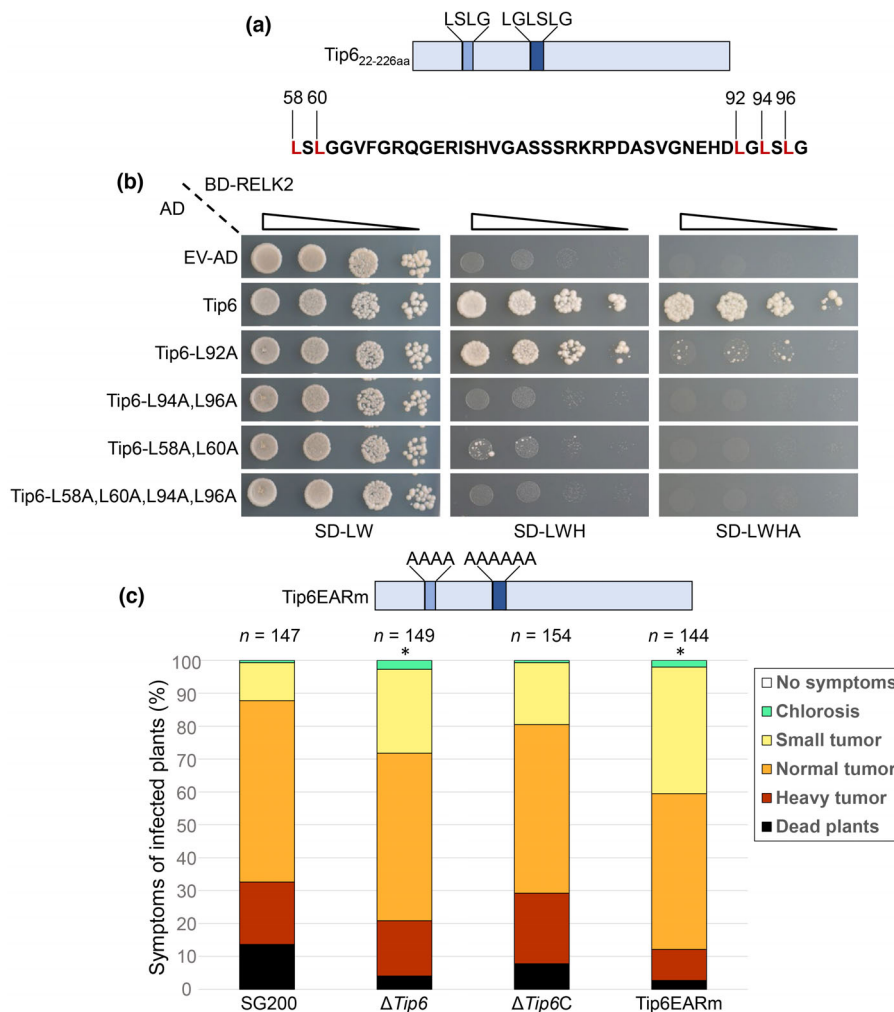 (a)
LSLG LGLSLG
Tip6 22-226aa
58 60 92 94 96
LSLGGVFGRQGERISHVGASSSRKRPDASVGNEHDLGLSLG
(b)
BD-RELK2
AD
EV-AD
Tip6
Tip6-L92A
Tip6-L94A,L96A
Tip6-L58A,L60A
Tip6-L58A,L60A,L94A,L96A
SD-LW SD-LWH SD-LWHA
AAAA AAAAAA
(c) Tip6EARm
n = 147 n = 149 n = 154 n = 144
* *
100
90
80
70
60
50
40
30
20
10
0
Symptoms of infected plants (%)
No symptoms
Chlorosis
Small tumor
Normal tumor
Heavy tumor
Dead plants
SG200 ΔTip6 ΔTip6C Tip6EARm